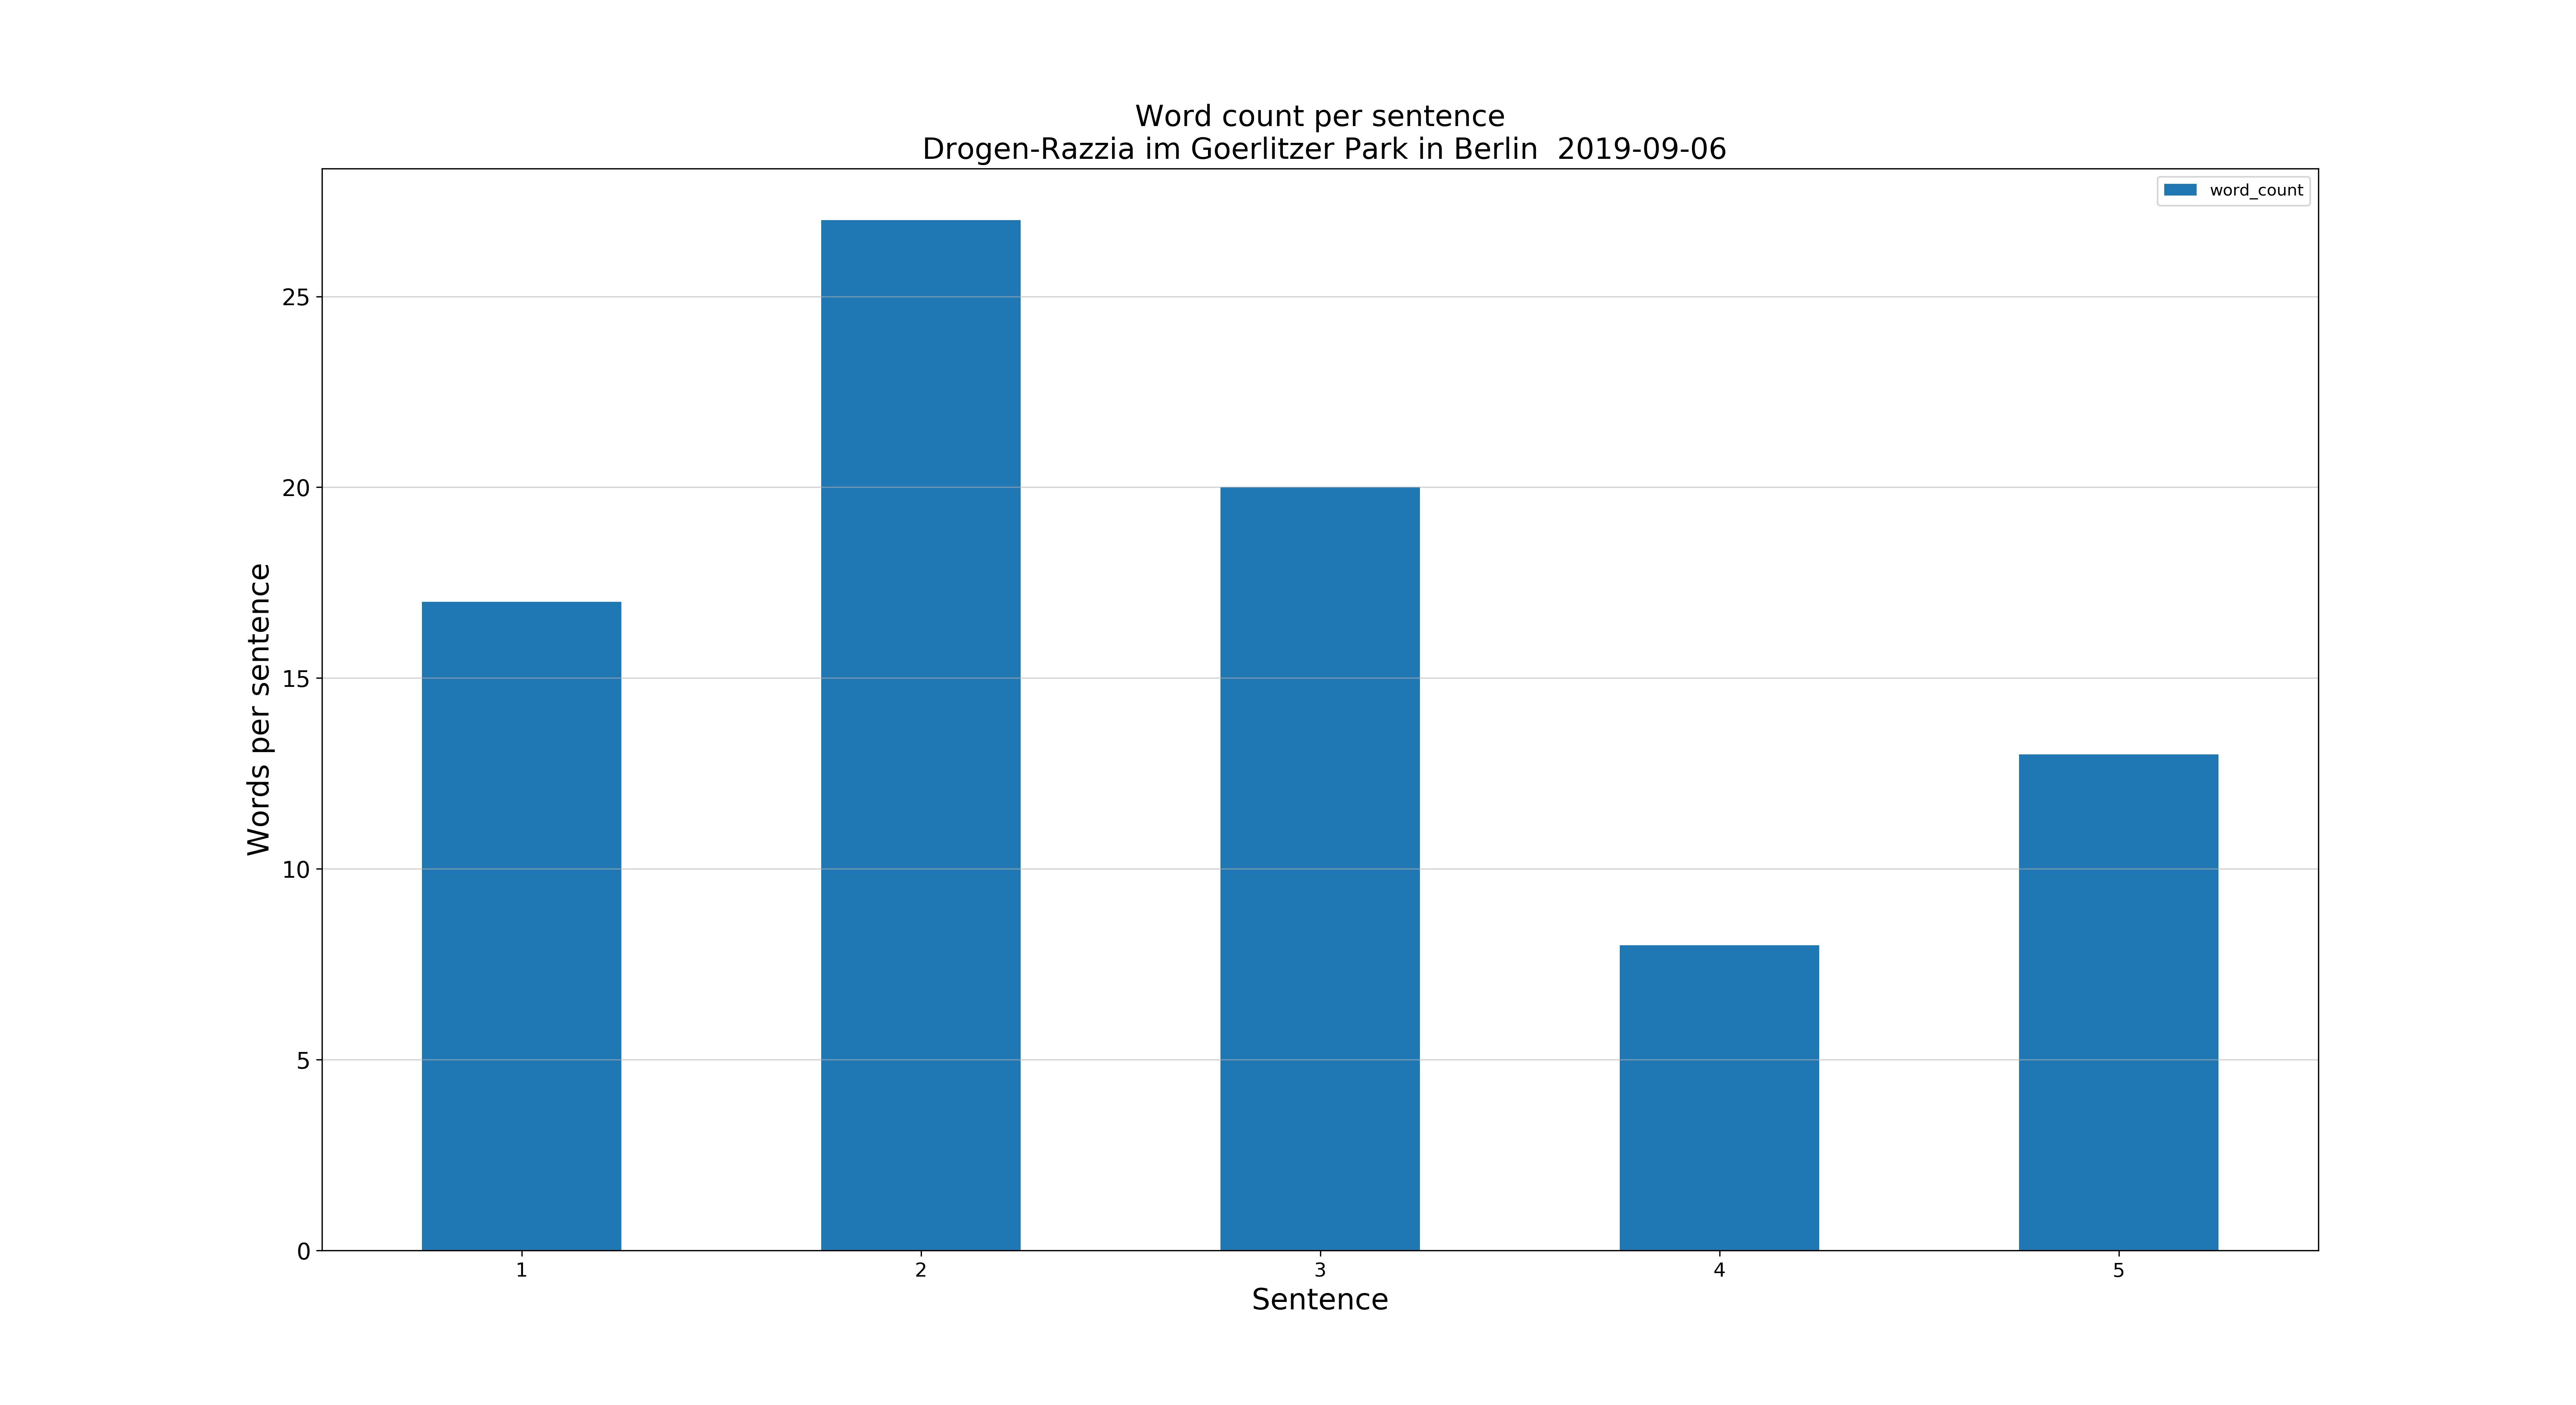 Word count per sentence
Drogen-Razzia im Goerlitzer Park in Berlin  2019-09-06
word_count
Words per sentence
25
20
15
10
5
0
1 2 3 4 5
Sentence